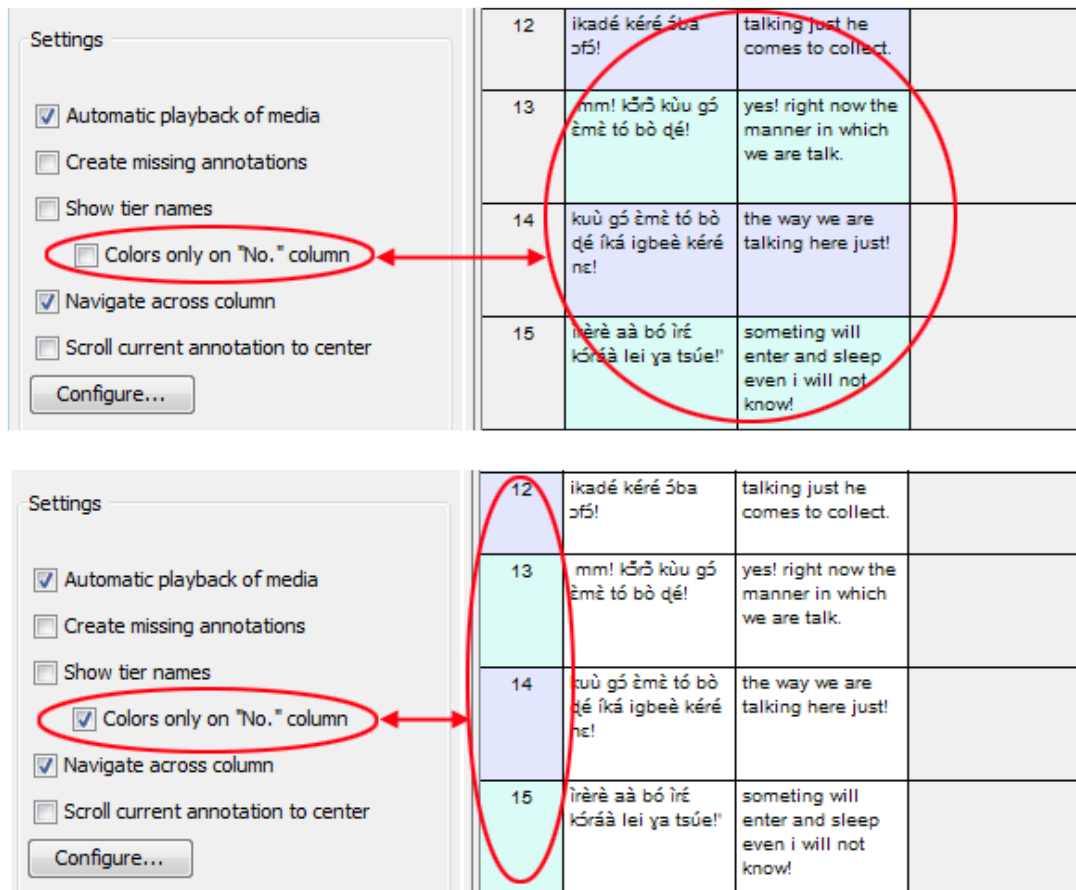 Settings
Automatic playback of media
Create missing annotations
Show tier names
Colors only on "No." column
Navigate across column
Scroll current annotation to center
Configure...
12
ikadé kéré ɔ́ba
ɔfɔ́!
talking just he
comes to collect.
13
mm! kɔ̃́rɔ̃̀ kùu gɔ́
ɛ̀mɛ̀ tó bò ɖé!
yes! right now the
manner in which
we are talk.
14
kuù gɔ́ ɛ̀mɛ̀ tó bò
ɖé íká igbeè kéré
nɛ!
the way we are
talking here just!
15
ìrèrè aà bó ìrɛ́
kɔ́ráà lei ɣa tsúe!'
someting will
enter and sleep
even i will not
know!
Settings
Automatic playback of media
Create missing annotations
Show tier names
Colors only on "No." column
Navigate across column
Scroll current annotation to center
Configure...
12
ikadé kéré ɔ́ba
ɔfɔ́!
talking just he
comes to collect.
13
mm! kɔ̃́rɔ̃̀ kùu gɔ́
ɛ̀mɛ̀ tó bò ɖé!
yes! right now the
manner in which
we are talk.
14
kuù gɔ́ ɛ̀mɛ̀ tó bò
ɖé íká igbeè kéré
nɛ!
the way we are
talking here just!
15
ìrèrè aà bó ìrɛ́
kɔ́ráà lei ɣa tsúe!'
someting will
enter and sleep
even i will not
know!